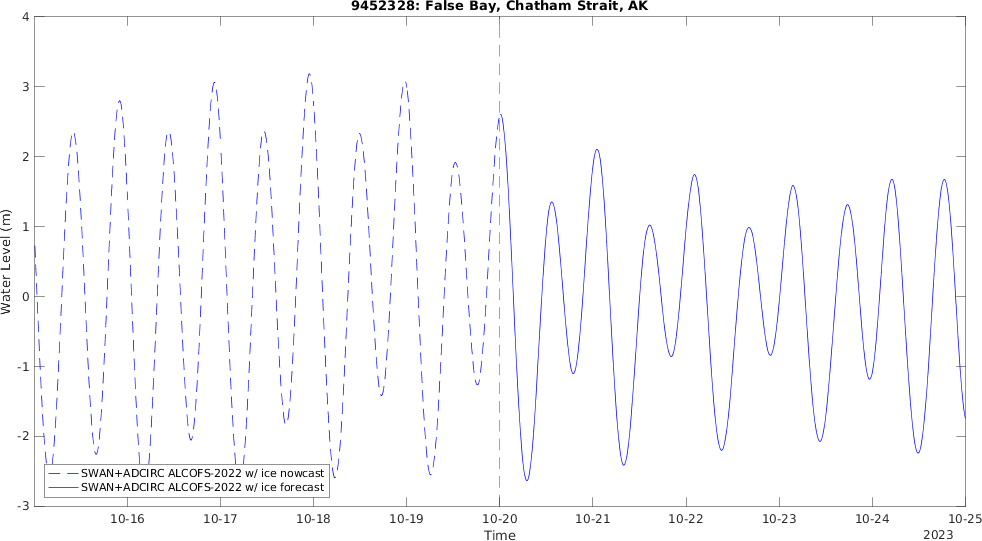 9452328: False Bay, Chatham Strait, AK
4
3
2
1
0
-1
-2
-3
Water Level (m)
SWAN+ADCIRC ALCOFS-2022 w/ ice nowcast
SWAN+ADCIRC ALCOFS-2022 w/ ice forecast
10-16 10-17 10-18 10-19 10-20 10-21 10-22 10-23 10-24 10-25
Time
2023